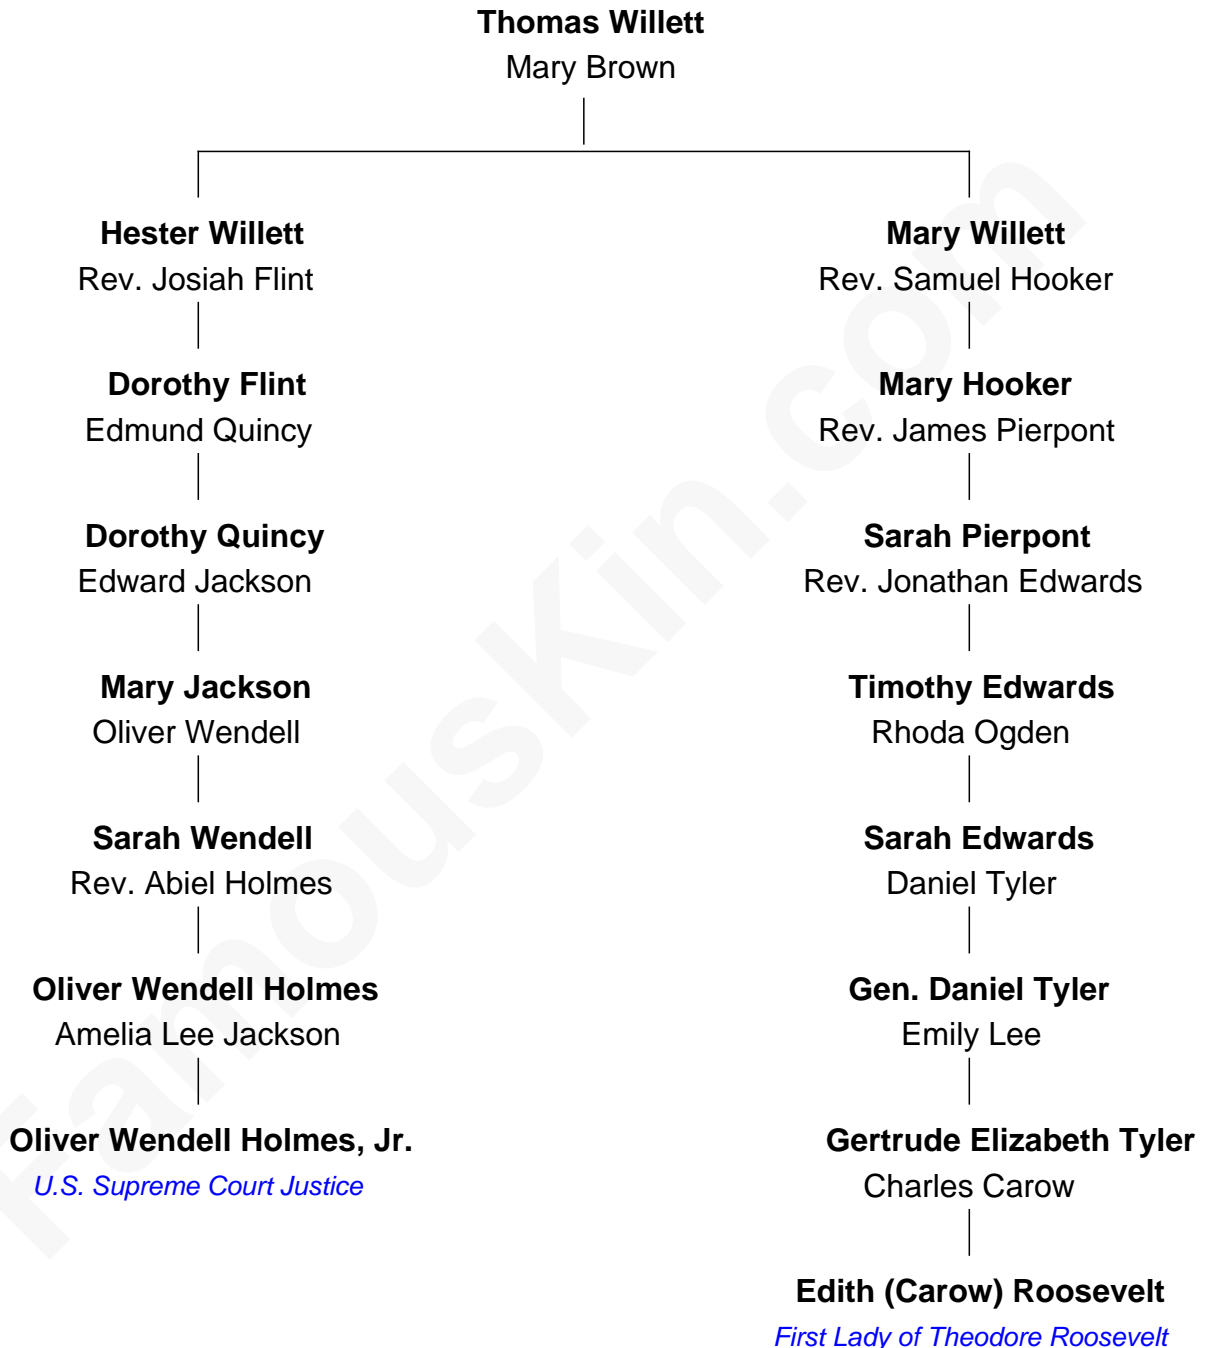 Thomas Willett
Mary Brown
Hester Willett
Rev. Josiah Flint
Mary Willett
Rev. Samuel Hooker
Dorothy Flint
Edmund Quincy
Mary Hooker
Rev. James Pierpont
Dorothy Quincy
Edward Jackson
Sarah Pierpont
Rev. Jonathan Edwards
Mary Jackson
Oliver Wendell
Timothy Edwards
Rhoda Ogden
Sarah Wendell
Rev. Abiel Holmes
Sarah Edwards
Daniel Tyler
Oliver Wendell Holmes
Amelia Lee Jackson
Gen. Daniel Tyler
Emily Lee
Oliver Wendell Holmes, Jr.
U.S. Supreme Court Justice
Gertrude Elizabeth Tyler
Charles Carow
Edith (Carow) Roosevelt
First Lady of Theodore Roosevelt
FamousKin.com